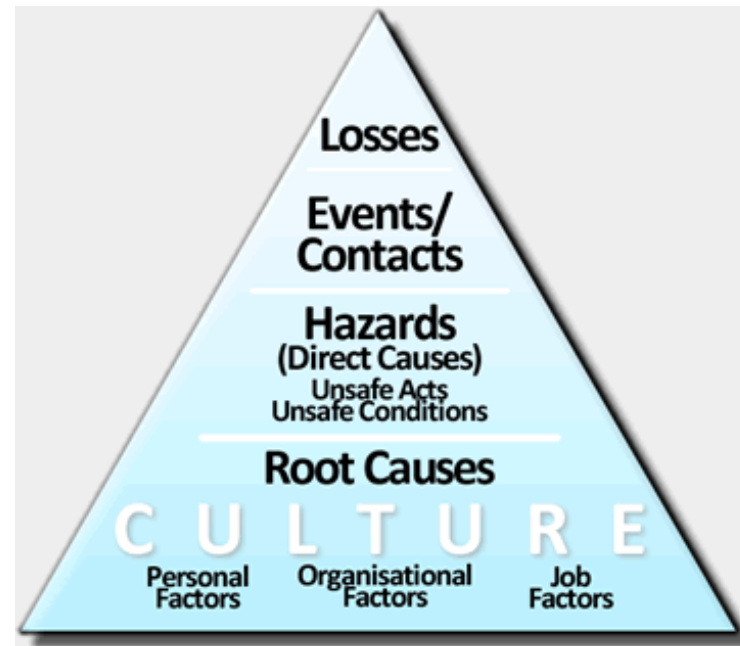 Losses
Events/
Contacts
Hazards
(Direct Causes)
Unsafe Acts
Unsafe Conditions
Root Causes
CULTURE
Personal Organisational Job
Factors Factors Factors